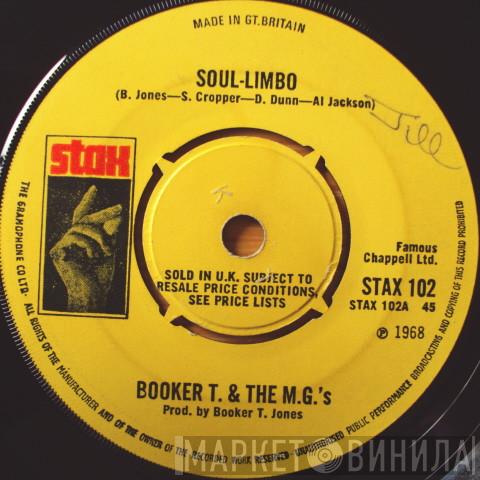 MADE IN GT. BRITAIN
SOUL-LIMBO
(B. Jones—S. Cropper—D. Dunn—Al Jackson)
Jill
stax
SOLD IN U.K. SUBJECT TO
RESALE PRICE CONDITIONS,
SEE PRICE LISTS
Famous
Chappell Ltd.
STAX 102
STAX 102A 45
Ⓟ 1968
BOOKER T. & THE M.G.'s
Prod. by Booker T. Jones
THE GRAMOPHONE CO LTD. · ALL RIGHTS OF THE MANUFACTURER AND OF THE OWNER OF THE RECORDED WORK RESERVED — UNAUTHORISED PUBLIC PERFORMANCE BROADCASTING AND COPYING OF THIS RECORD PROHIBITED
МАРКЕТ ВИНИЛА